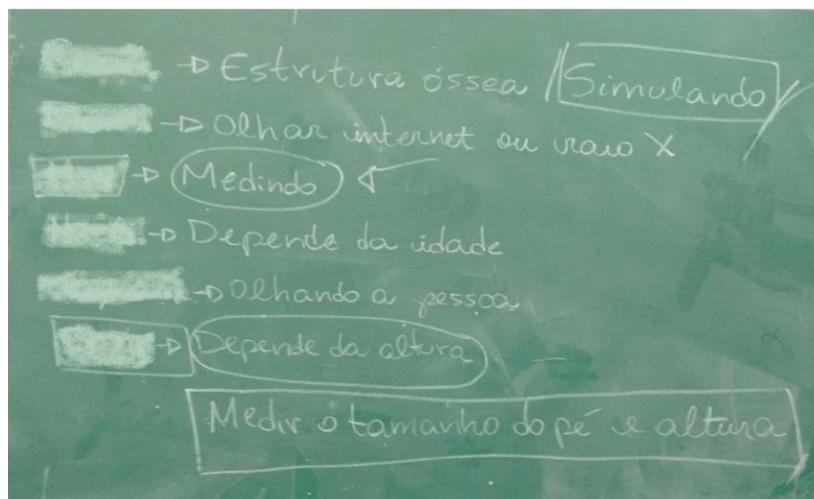 → Estrutura óssea / Simulando
→ Olhar internet ou raio X
→ Medindo
→ Depende da idade
→ Olhando a pessoa
→ Depende da altura
Medir o tamanho do pé e altura